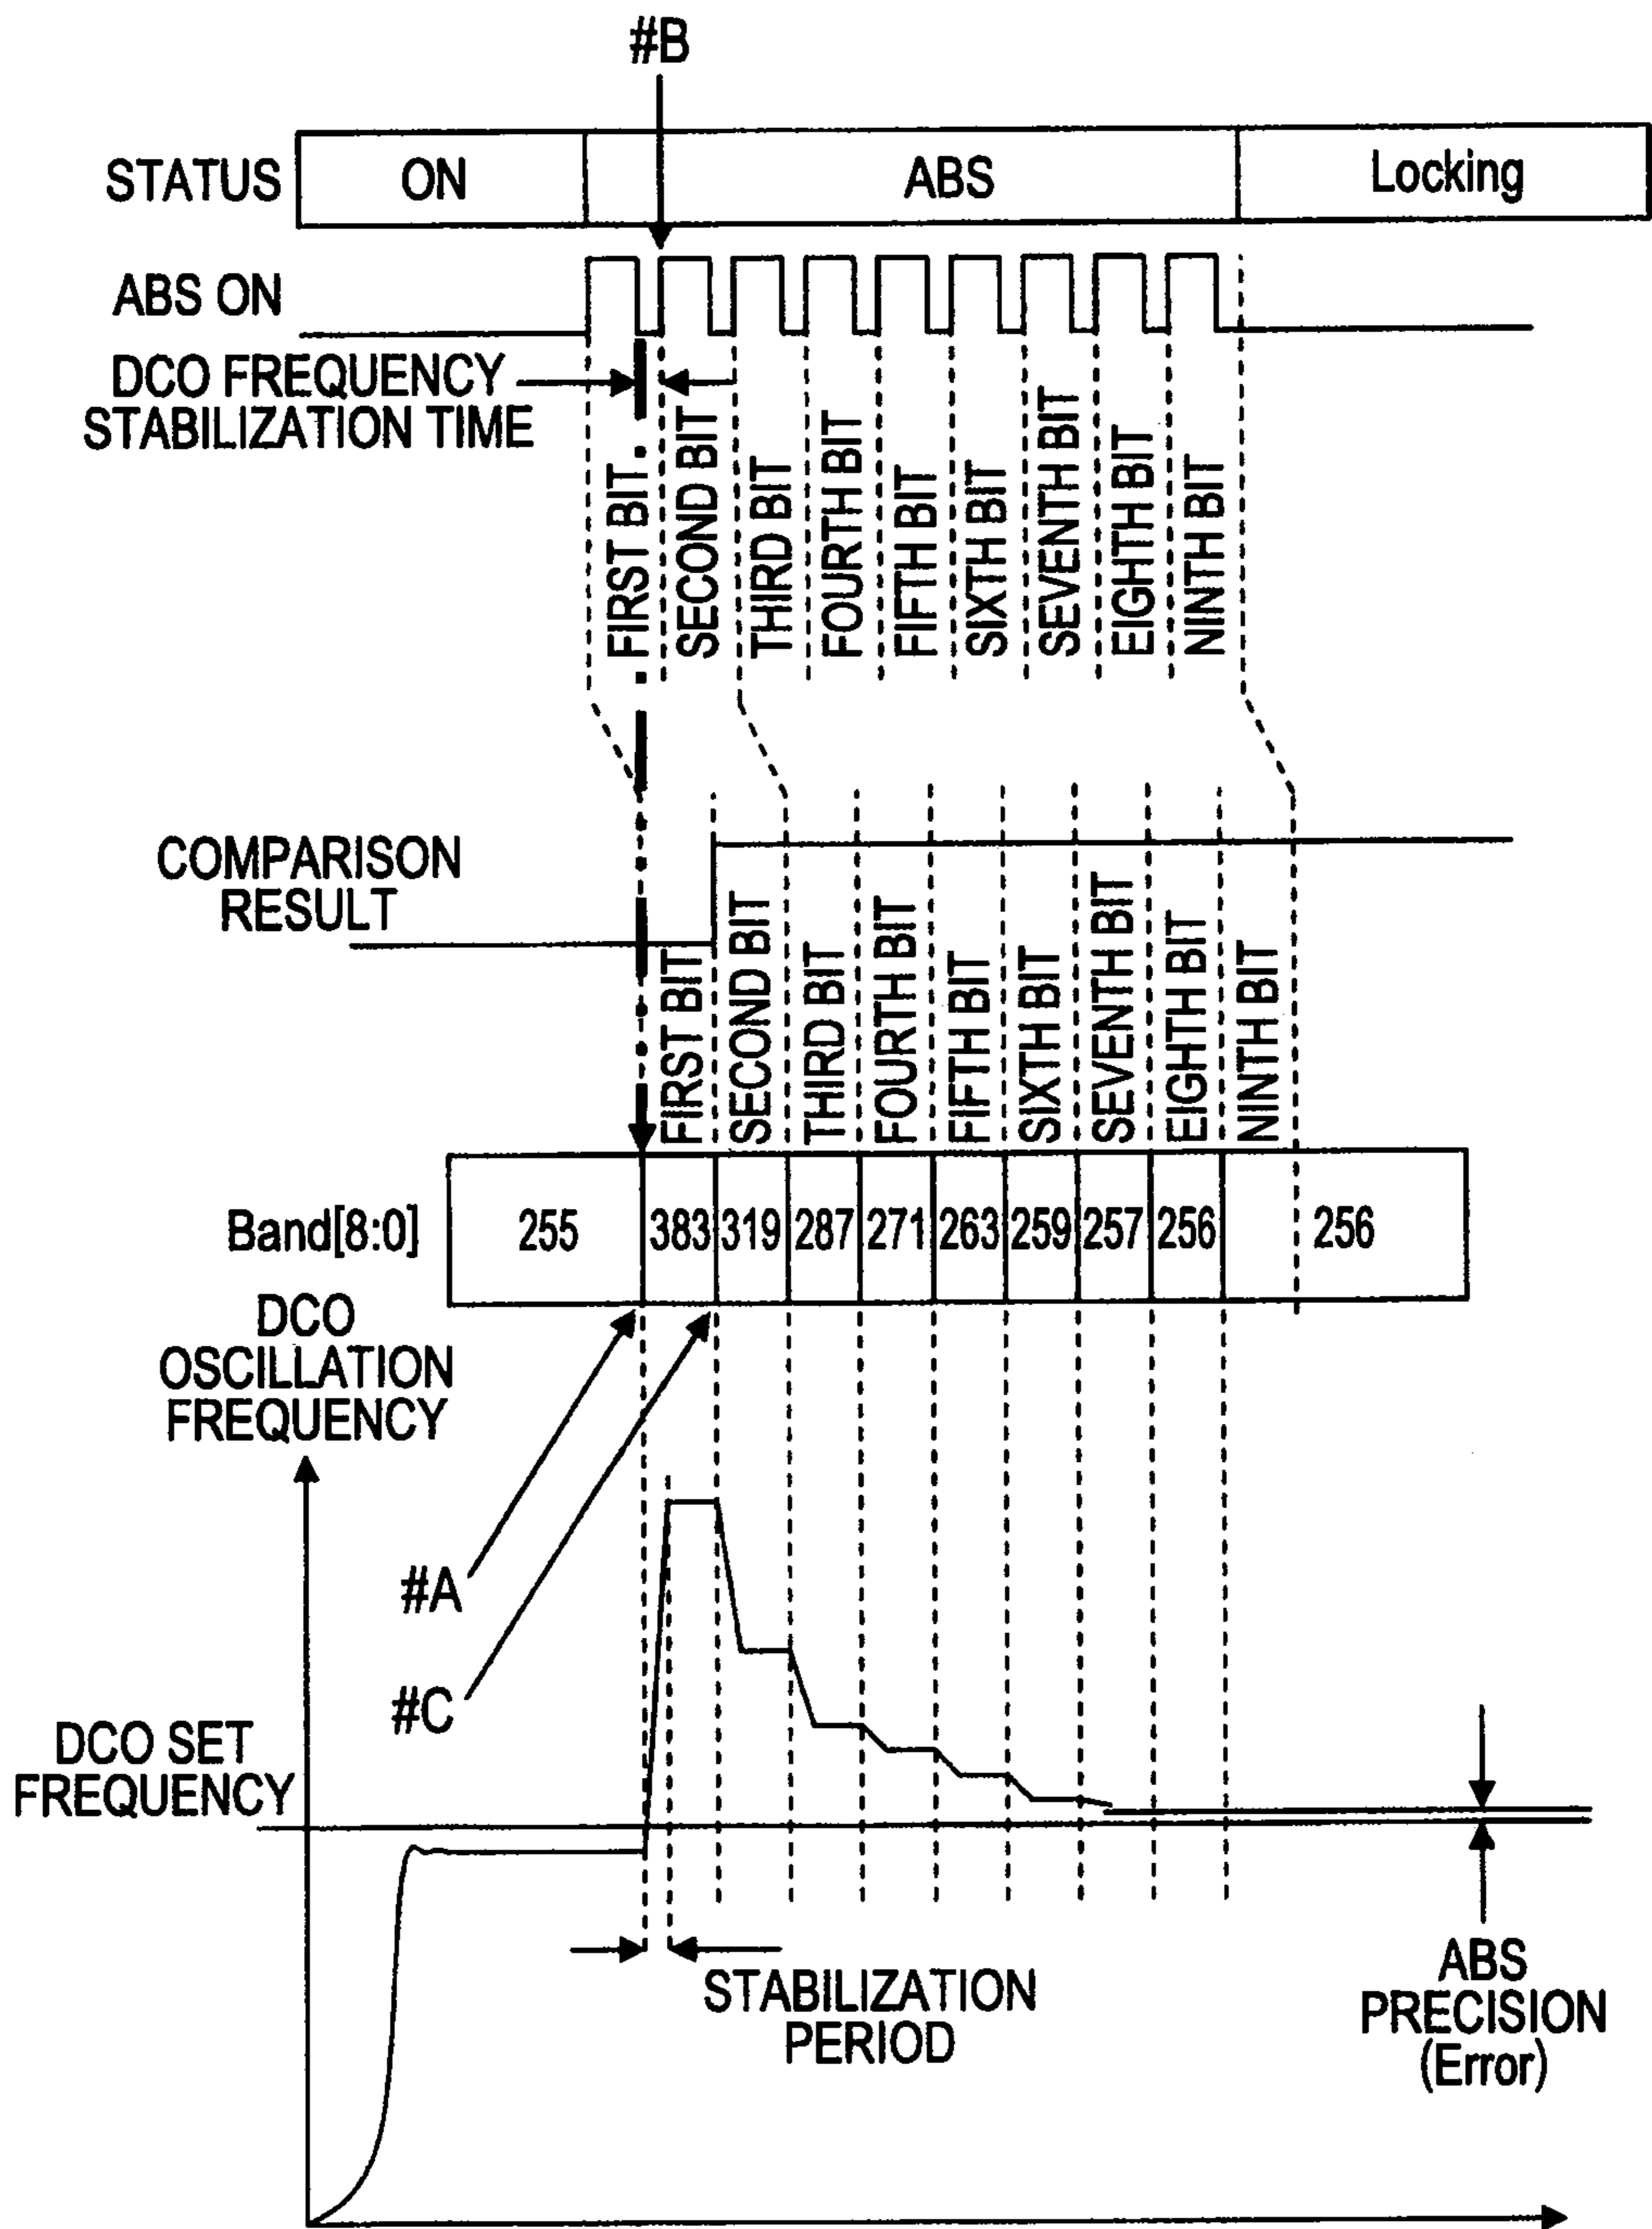 #B
STATUS
ON
ABS
Locking
ABS ON
DCO FREQUENCY
STABILIZATION TIME
FIRST BIT
SECOND BIT
THIRD BIT
FOURTH BIT
FIFTH BIT
SIXTH BIT
SEVENTH BIT
EIGHTH BIT
NINTH BIT
COMPARISON
RESULT
FIRST BIT
SECOND BIT
THIRD BIT
FOURTH BIT
FIFTH BIT
SIXTH BIT
SEVENTH BIT
EIGHTH BIT
NINTH BIT
Band[8:0]
255
383
319
287
271
263
259
257
256
256
DCO
OSCILLATION
FREQUENCY
#A
#C
DCO SET
FREQUENCY
STABILIZATION
PERIOD
ABS
PRECISION
(Error)